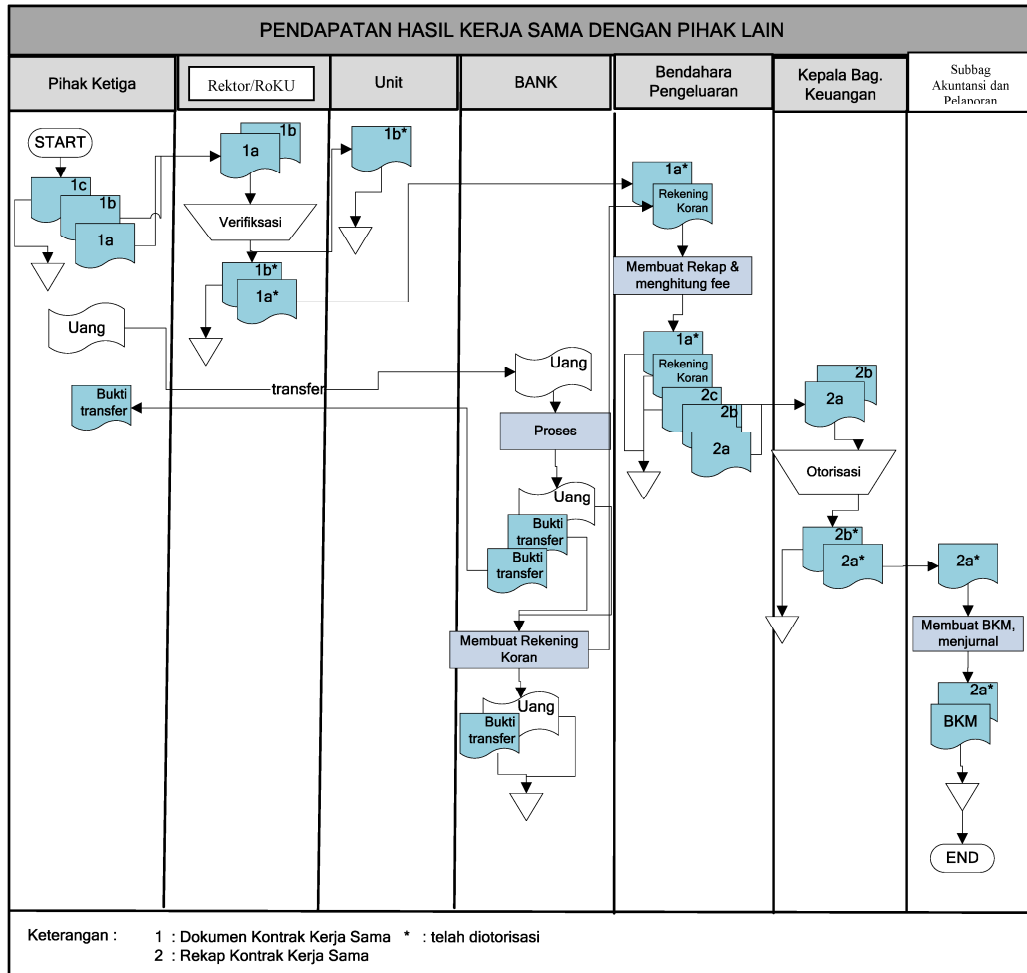 PENDAPATAN HASIL KERJA SAMA DENGAN PIHAK LAIN
Pihak Ketiga
Rektor/RoKU
Unit
BANK
Bendahara
Pengeluaran
Kepala Bag.
Keuangan
Subbag
Akuntansi dan
Pelaporan
START
1c
1b
1a
Uang
Bukti
transfer
1b
1a
Verifiksasi
1b*
1a*
transfer
1b*
Uang
Proses
Uang
Bukti
transfer
Bukti
transfer
Membuat Rekening
Koran
Uang
Bukti
transfer
1a*
Rekening
Koran
Membuat Rekap &
menghitung fee
1a*
Rekening
Koran
2c
2b
2a
2b
2a
Otorisasi
2b*
2a*
2a*
Membuat BKM,
menjurnal
2a*
BKM
END
Keterangan : 1 : Dokumen Kontrak Kerja Sama * : telah diotorisasi
2 : Rekap Kontrak Kerja Sama